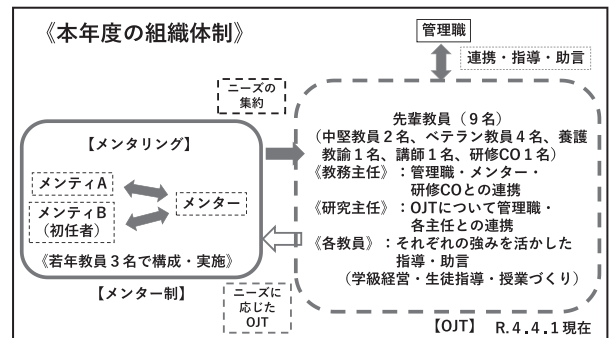 《本年度の組織体制》
管理職
連携・指導・助言
ニーズの
集約
【メンタリング】
メンティA
メンティB
(初任者)
メンター
《若年教員3名で構成・実施》
【メンター制】
ニーズに
応じた
OJT
先輩教員(9名)
(中堅教員2名、ベテラン教員4名、養護
教諭1名、講師1名、研修CO1名)
《教務主任》:管理職・メンター・
研修COとの連携
《研究主任》:OJTについて管理職・
各主任との連携
《各教員》:それぞれの強みを活かした
指導・助言
(学級経営・生徒指導・授業づくり)
【OJT】 R.4.4.1現在